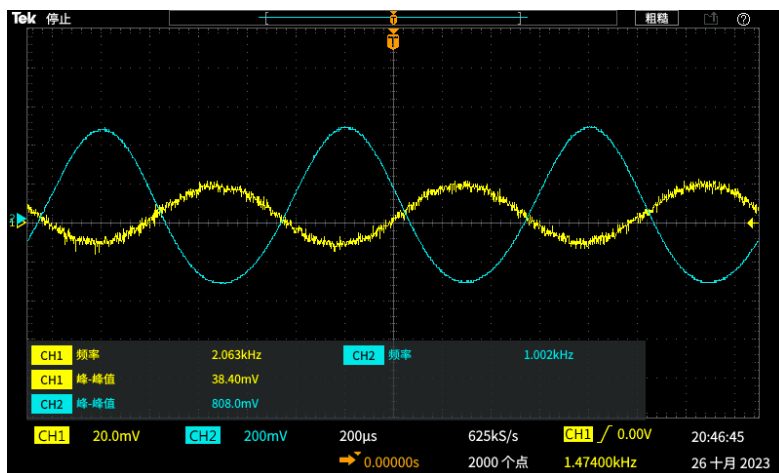 Tek 停止 T 粗糙
T
2
1
CH1 频率 2.063kHz CH2 频率 1.002kHz
CH1 峰-峰值 38.40mV
CH2 峰-峰值 808.0mV
CH1 20.0mV CH2 200mV 200μs 625kS/s CH1 0.00V 20:46:45
0.00000s 2000 个点 1.47400kHz 26 十月 2023